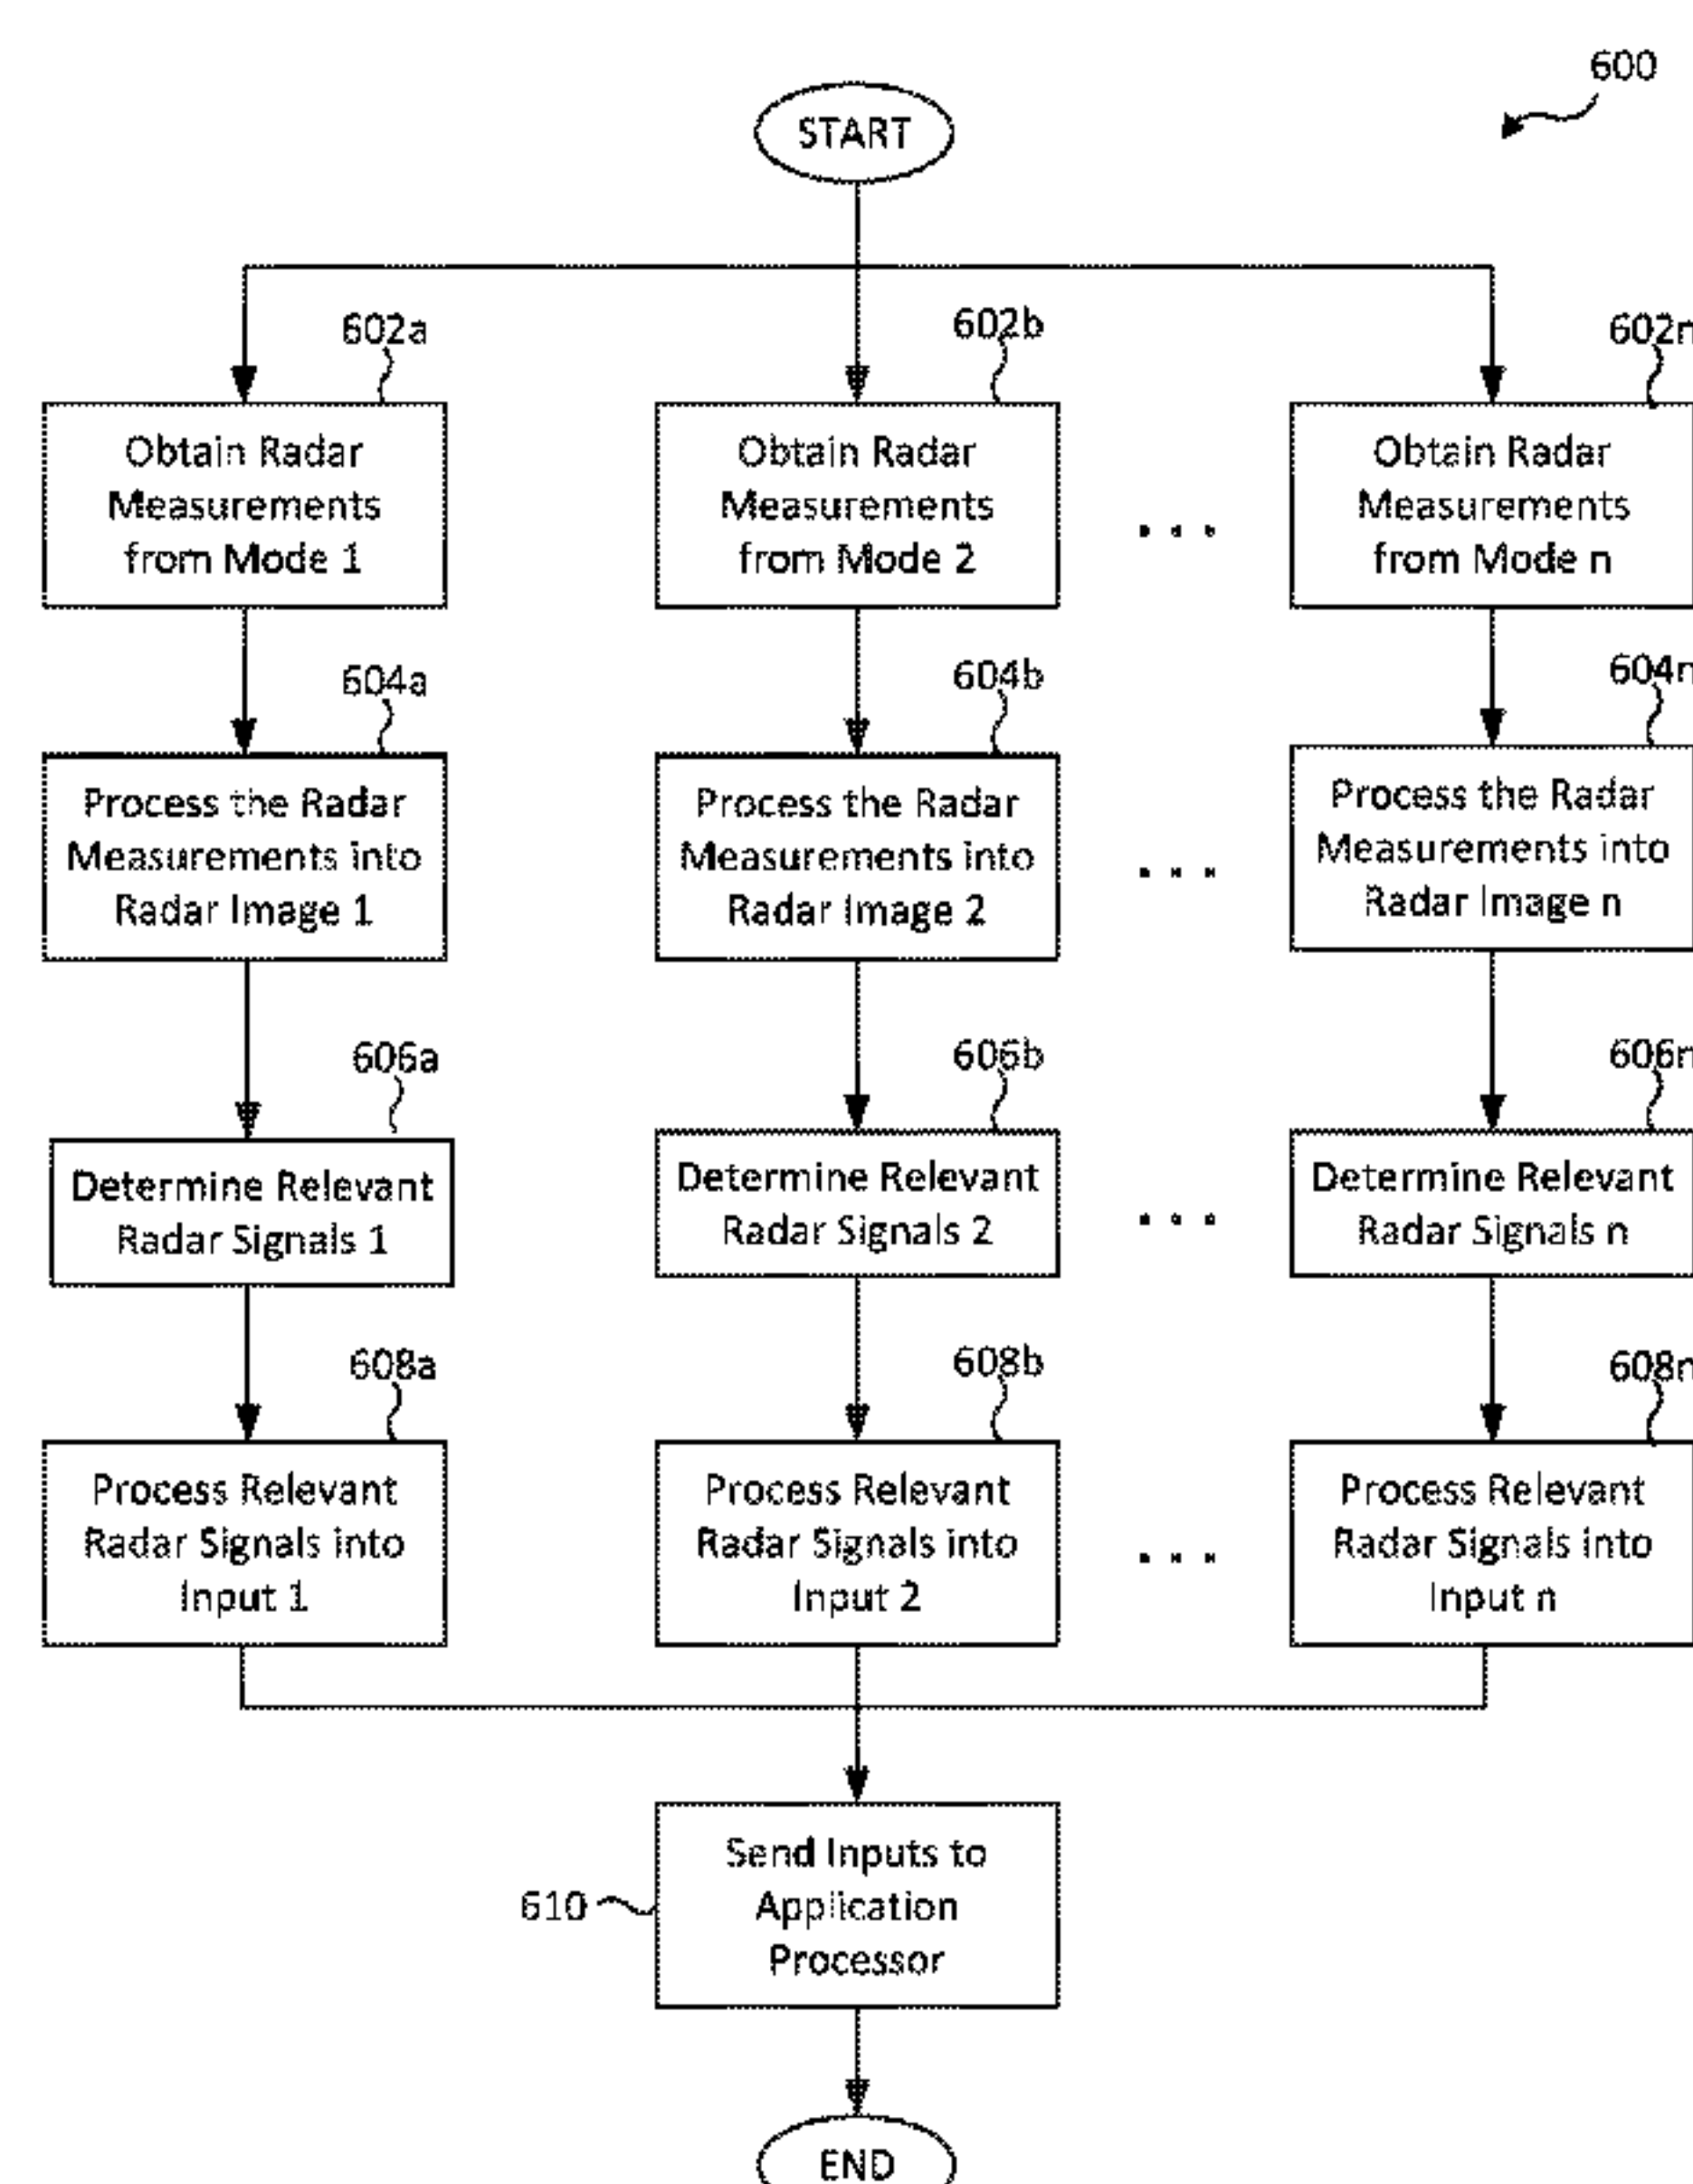 600
START
602a
602b
602n
Obtain Radar
Measurements
from Mode 1
Obtain Radar
Measurements
from Mode 2
. . .
Obtain Radar
Measurements
from Mode n
604a
604b
604n
Process the Radar
Measurements into
Radar Image 1
Process the Radar
Measurements into
Radar Image 2
. . .
Process the Radar
Measurements into
Radar Image n
606a
606b
606n
Determine Relevant
Radar Signals 1
Determine Relevant
Radar Signals 2
. . .
Determine Relevant
Radar Signals n
608a
608b
608n
Process Relevant
Radar Signals into
Input 1
Process Relevant
Radar Signals into
Input 2
. . .
Process Relevant
Radar Signals into
Input n
610
Send Inputs to
Application
Processor
END